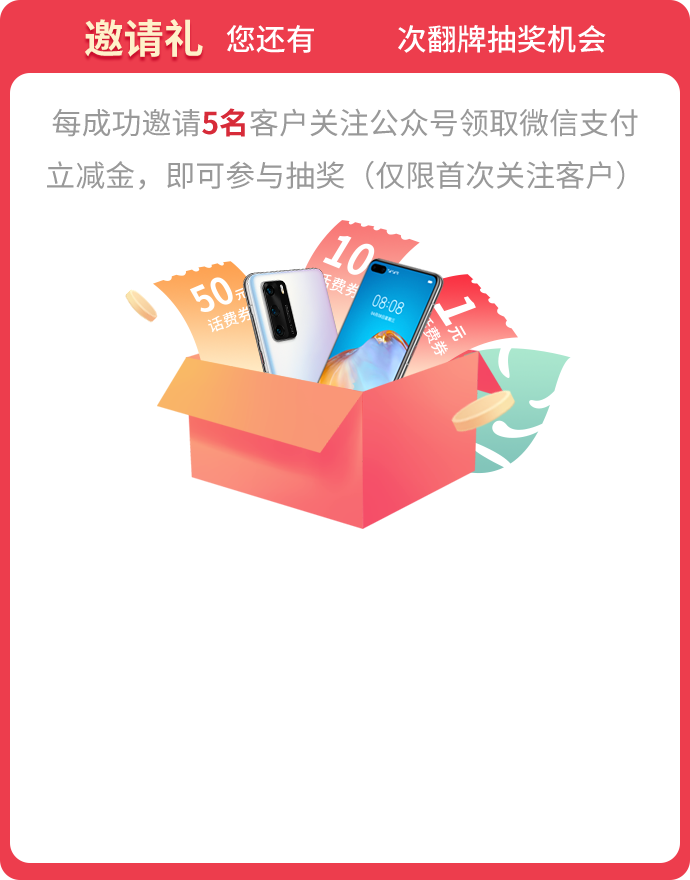 邀请礼 您还有 次翻牌抽奖机会
每成功邀请5名客户关注公众号领取微信支付
立减金，即可参与抽奖（仅限首次关注客户）
50元
话费券
10
话费券
1元
话费券
08:08